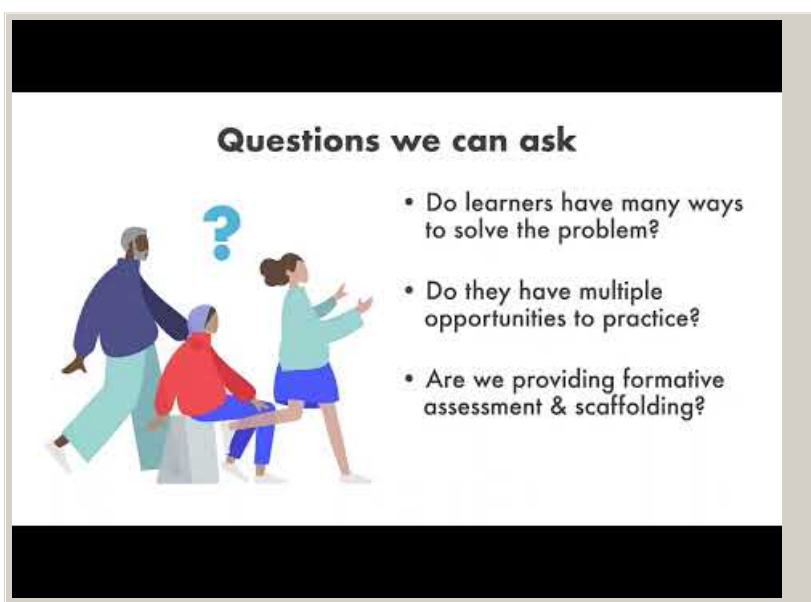 Questions we can ask
?
• Do learners have many ways
to solve the problem?
• Do they have multiple
opportunities to practice?
• Are we providing formative
assessment & scaffolding?